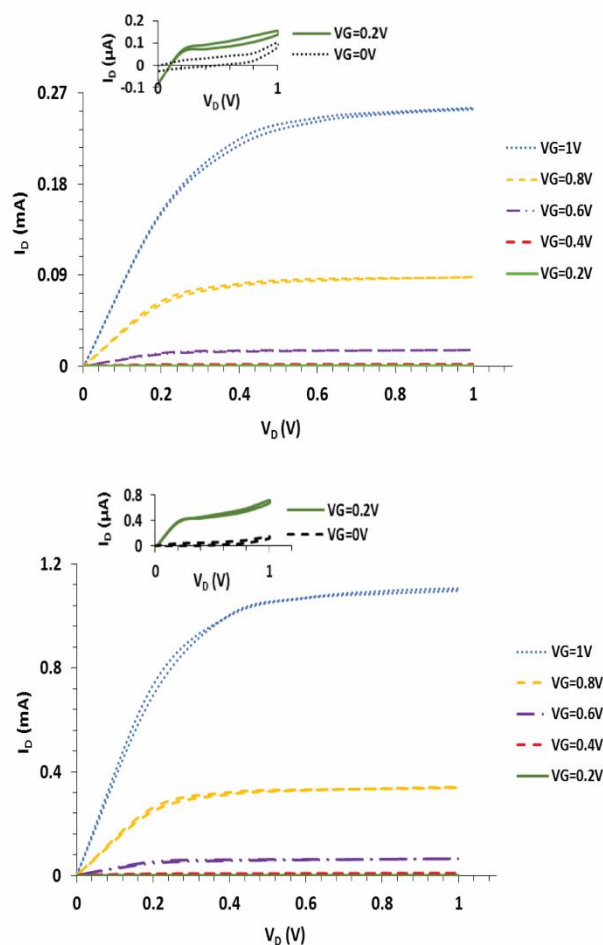 0.2
0.1
0
-0.1
I_D (µA)
0
1
V_D (V)
VG=0.2V
VG=0V
0.27
0.18
0.09
0
I_D (mA)
0
0.2
0.4
0.6
0.8
1
V_D (V)
VG=1V
VG=0.8V
VG=0.6V
VG=0.4V
VG=0.2V
0.8
0.4
0
I_D (µA)
0
1
V_D (V)
VG=0.2V
VG=0V
1.2
0.8
0.4
0
I_D (mA)
0
0.2
0.4
0.6
0.8
1
V_D (V)
VG=1V
VG=0.8V
VG=0.6V
VG=0.4V
VG=0.2V